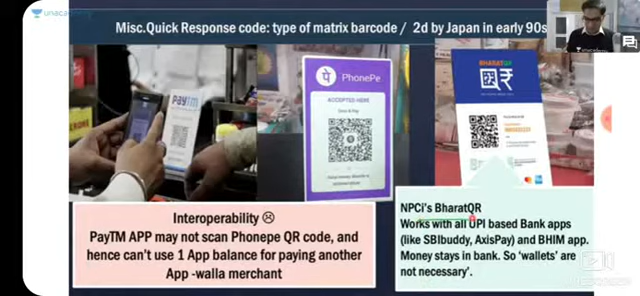 unacademy
Misc.Quick Response code: type of matrix barcode / 2d by Japan in early 90s
PayTM
पे PhonePe
ACCEPTED HERE
BHARATQR
₹
Interoperability ☹
PayTM APP may not scan Phonepe QR code, and
hence can't use 1 App balance for paying another
App -walla merchant
NPCi's BharatQR
Works with all UPI based Bank apps
(like SBIbuddy, AxisPay) and BHIM app.
Money stays in bank. So 'wallets' are
not necessary'.